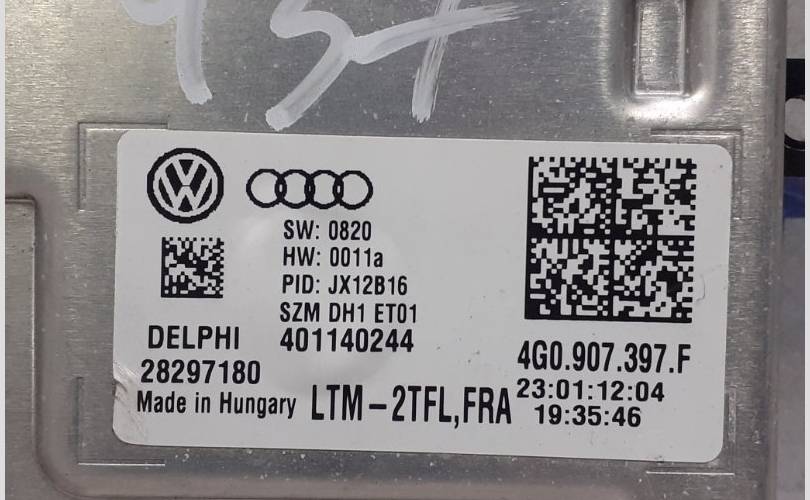 SW: 0820
HW: 0011a
PID: JX12B16
SZM DH1 ET01
DELPHI 401140244
28297180
Made in Hungary LTM-2TFL,FRA
4G0.907.397.F
23:01:12:04
19:35:46